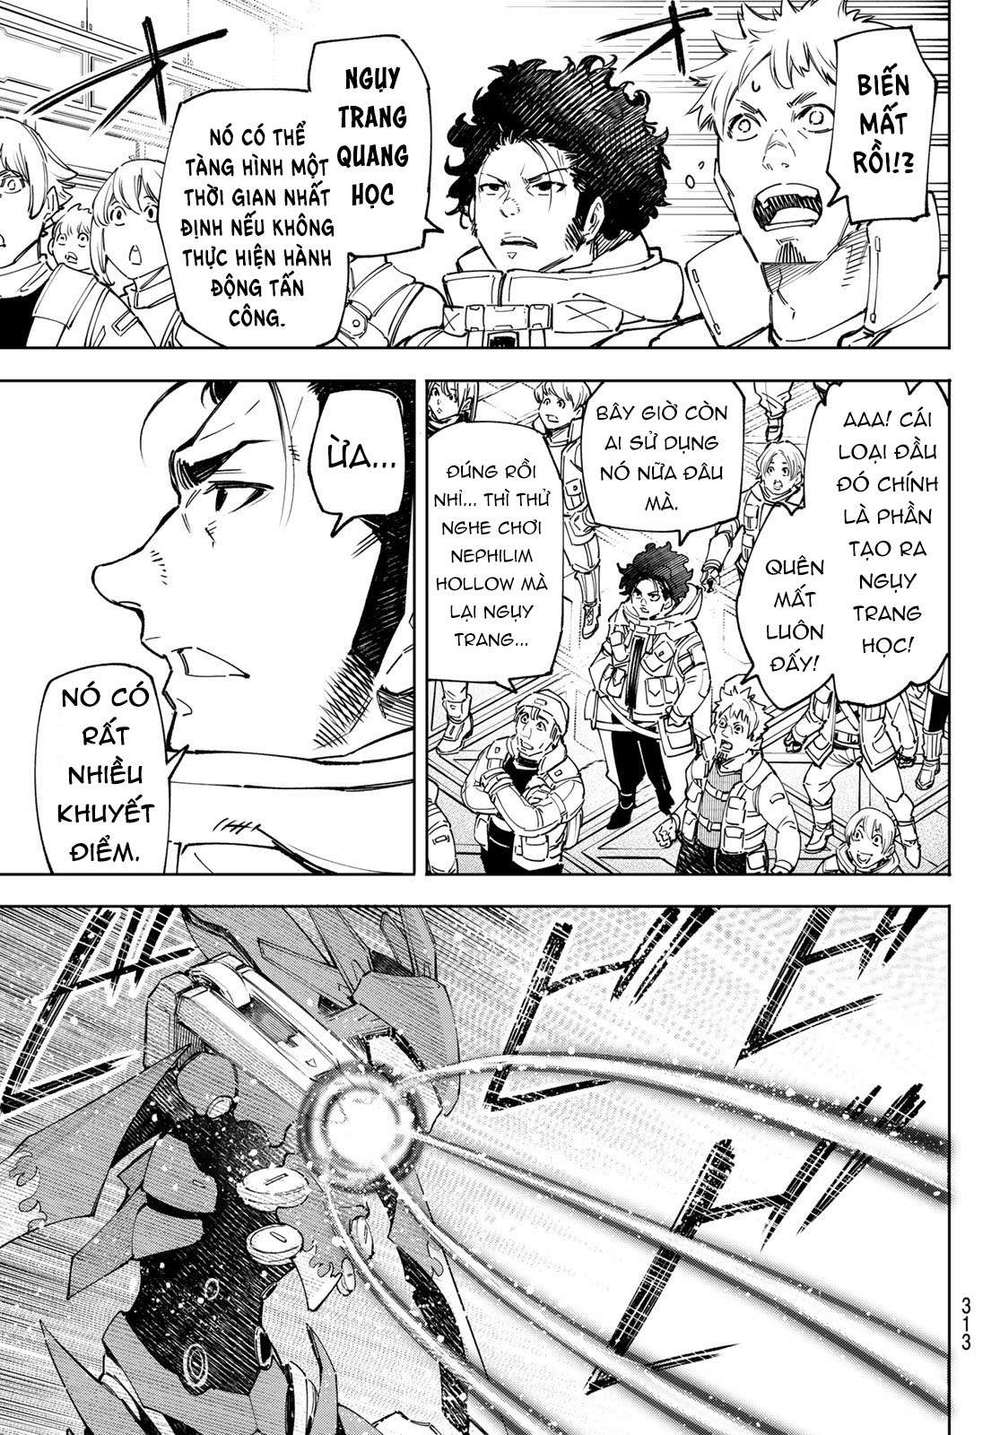 BIẾN
MẤT
RỒI!?
NGỤY
TRANG
QUANG
HỌC
NÓ CÓ THỂ
TÀNG HÌNH MỘT
THỜI GIAN NHẤT
ĐỊNH NẾU KHÔNG
THỰC HIỆN HÀNH
ĐỘNG TẤN
CÔNG.
AAA! CÁI
LOẠI ĐẦU
ĐÓ CHÍNH
LÀ PHẦN
TẠO RA
NGỤY
TRANG
HỌC!
QUÊN
MẤT
LUÔN
ĐẤY!
BÂY GIỜ CÒN
AI SỬ DỤNG
NÓ NỮA ĐÂU
MÀ.
ĐÚNG RỒI
NHỈ... THÌ THỬ
NGHE CHƠI
NEPHILIM
HOLLOW MÀ
LẠI NGỤY
TRANG...
ỪA...
NÓ CÓ
RẤT
NHIỀU
KHUYẾT
ĐIỂM.
313